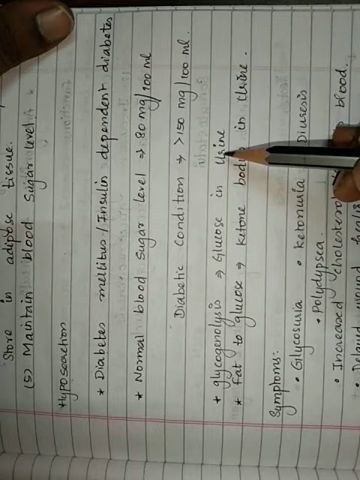 Store in adipose tissue.
(5) Maintain blood Sugar level
Hyposecretion
* Diabetes mellitus / Insulin dependent diabetes
* Normal blood Sugar level ⇒ 80 mg/100 ml
Diabetic condition → >150 mg/100 ml.
+ glycogenolysis ⇒ Glucose in Urine
* Fat to glucose ⇒ ketone bodies in Urine.
Symptoms:
• Glycosuria • Ketonuria Diuresis
• Polydypsea.
• Increased cholesterol blood.
Delayed wound